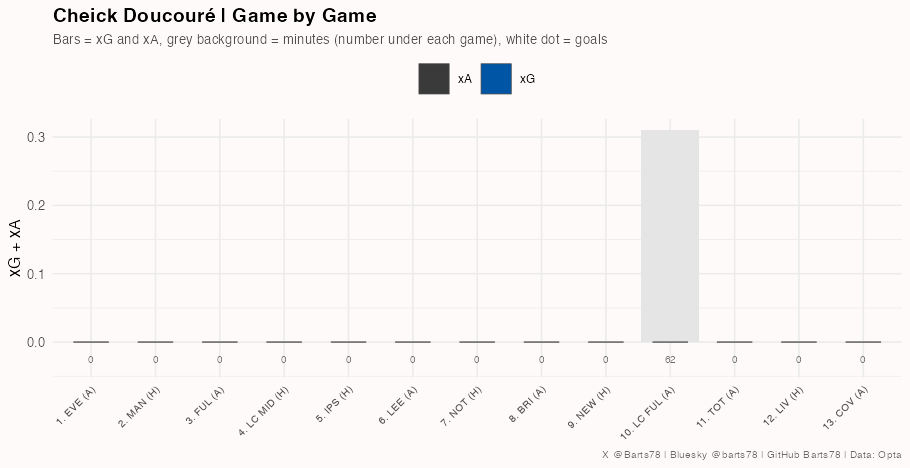 Cheick Doucouré | Game by Game
Bars = xG and xA, grey background = minutes (number under each game), white dot = goals
xA xG
xG + xA
0.3
0.2
0.1
0.0
0 0 0 0 0 0 0 0 0 62 0 0 0
1. EVE (A)
2. MAN (H)
3. FUL (A)
4. LC MID (H)
5. IPS (H)
6. LEE (A)
7. NOT (H)
8. BRI (A)
9. NEW (H)
10. LC FUL (A)
11. TOT (A)
12. LIV (H)
13. COV (A)
X @Barts78 | Bluesky @barts78 | GitHub Barts78 | Data: Opta